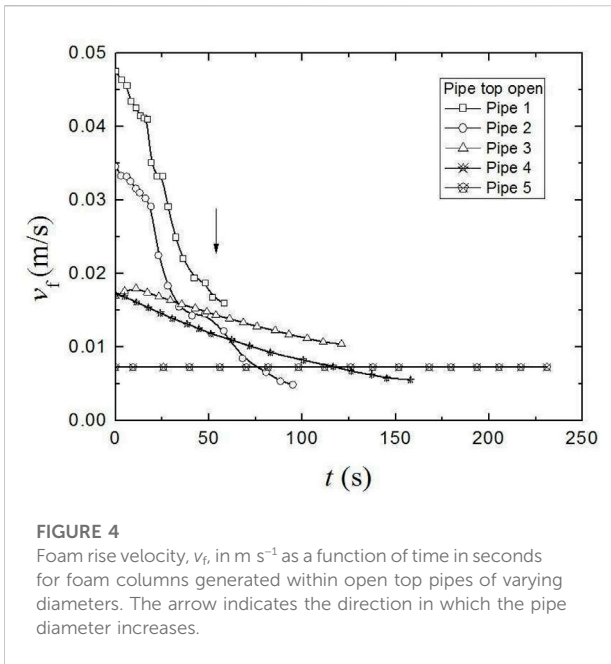 0.05
0.04
0.03
0.02
0.01
0.00
v_f (m/s)
Pipe top open
Pipe 1
Pipe 2
Pipe 3
Pipe 4
Pipe 5
0 50 100 150 200 250
t (s)
FIGURE 4
Foam rise velocity, v_f, in m s⁻¹ as a function of time in seconds
for foam columns generated within open top pipes of varying
diameters. The arrow indicates the direction in which the pipe
diameter increases.